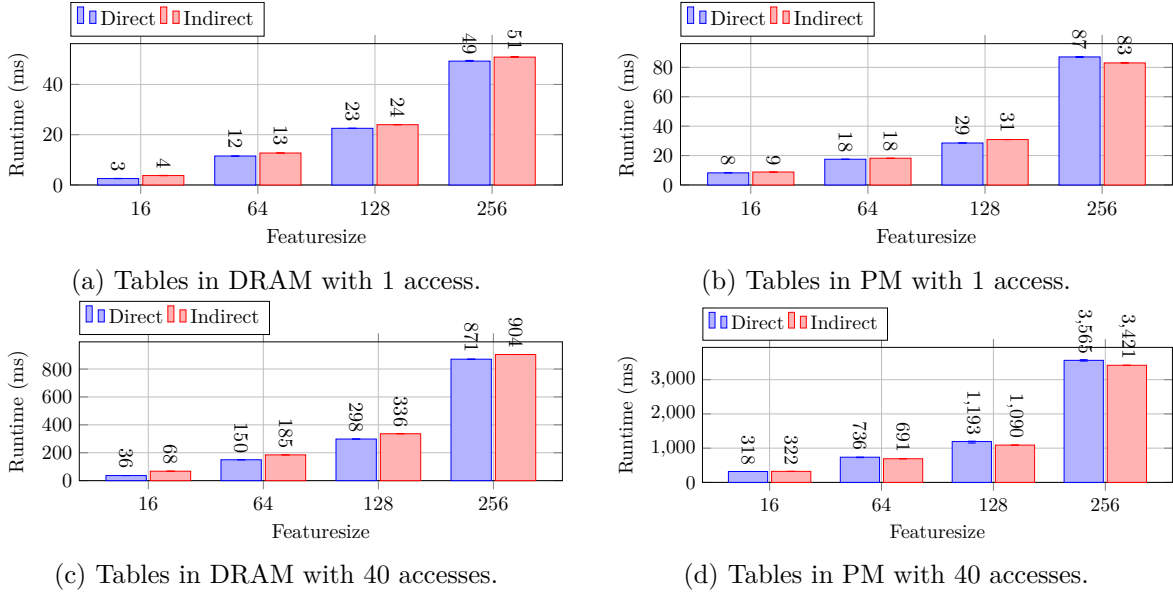 Direct Indirect
3 4 12 13 23 24 49 51
Runtime (ms)
40
20
0
16 64 128 256
Featuresize
(a) Tables in DRAM with 1 access.
Direct Indirect
8 9 18 18 29 31 87 83
Runtime (ms)
80
60
40
20
0
16 64 128 256
Featuresize
(b) Tables in PM with 1 access.
Direct Indirect
36 68 150 185 298 336 871 904
Runtime (ms)
800
600
400
200
0
16 64 128 256
Featuresize
(c) Tables in DRAM with 40 accesses.
Direct Indirect
318 322 736 691 1,193 1,090 3,565 3,421
Runtime (ms)
3,000
2,000
1,000
0
16 64 128 256
Featuresize
(d) Tables in PM with 40 accesses.